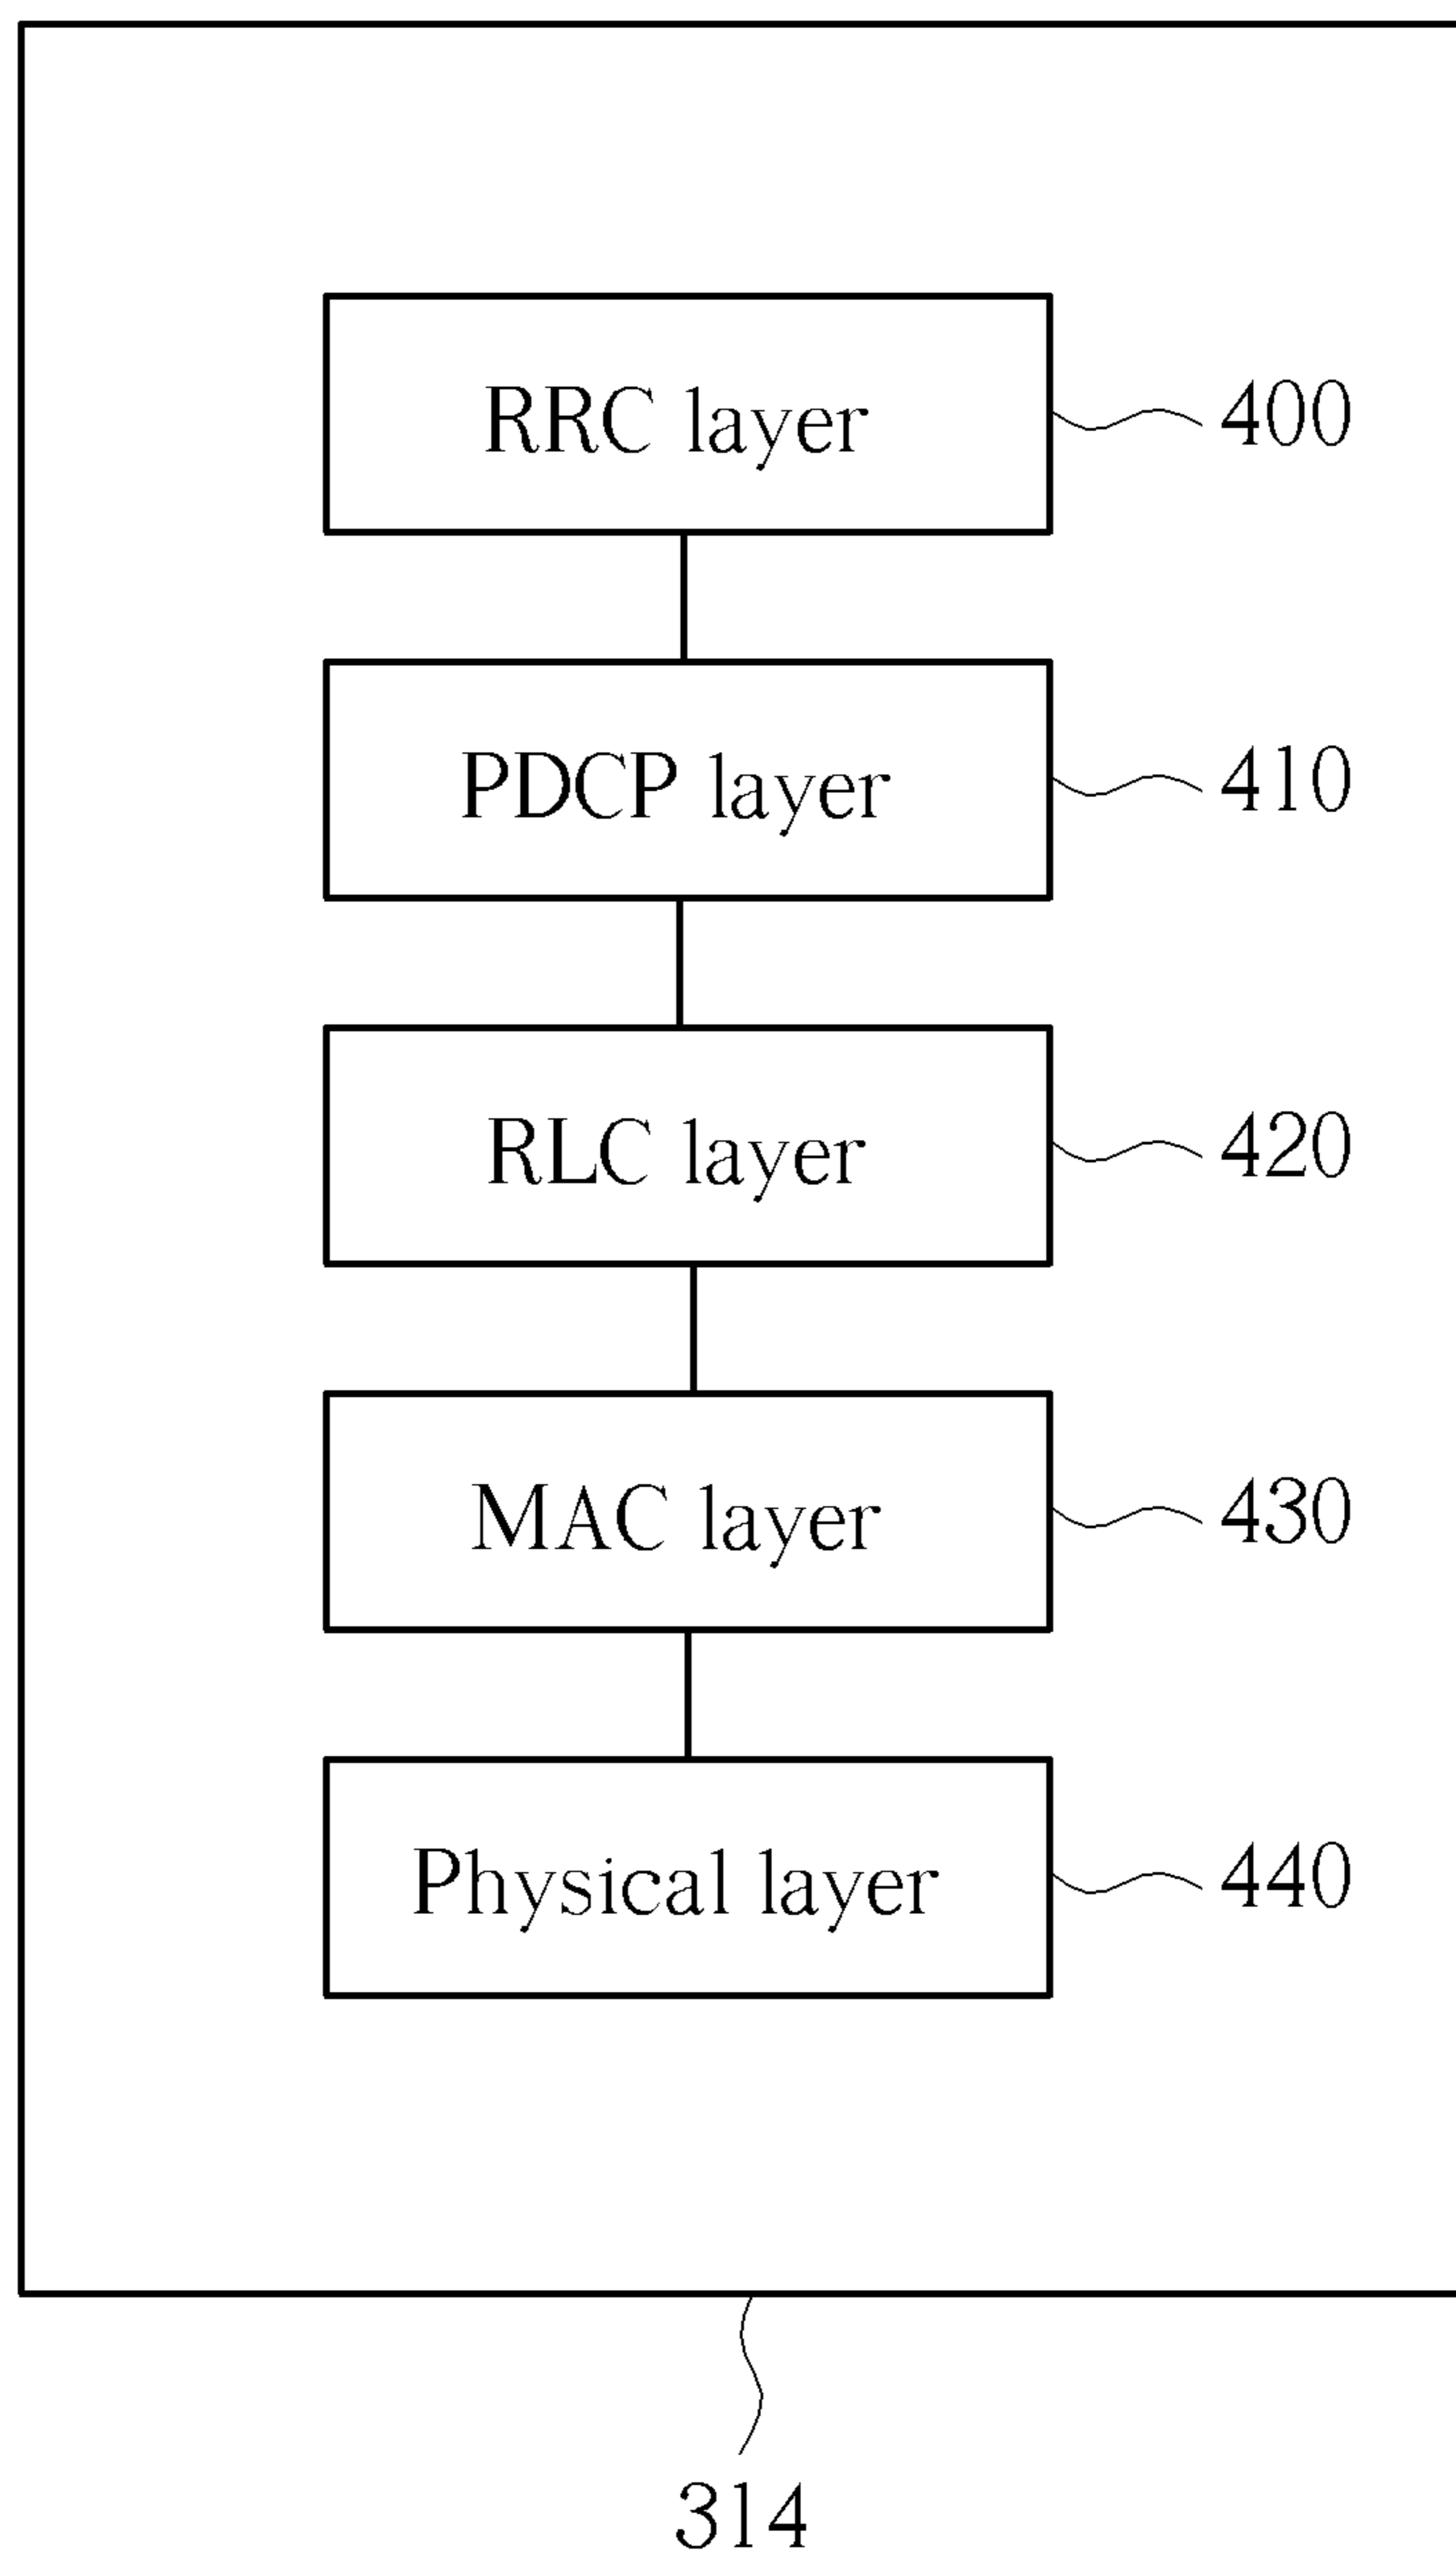 RRC layer 400
PDCP layer 410
RLC layer 420
MAC layer 430
Physical layer 440
314